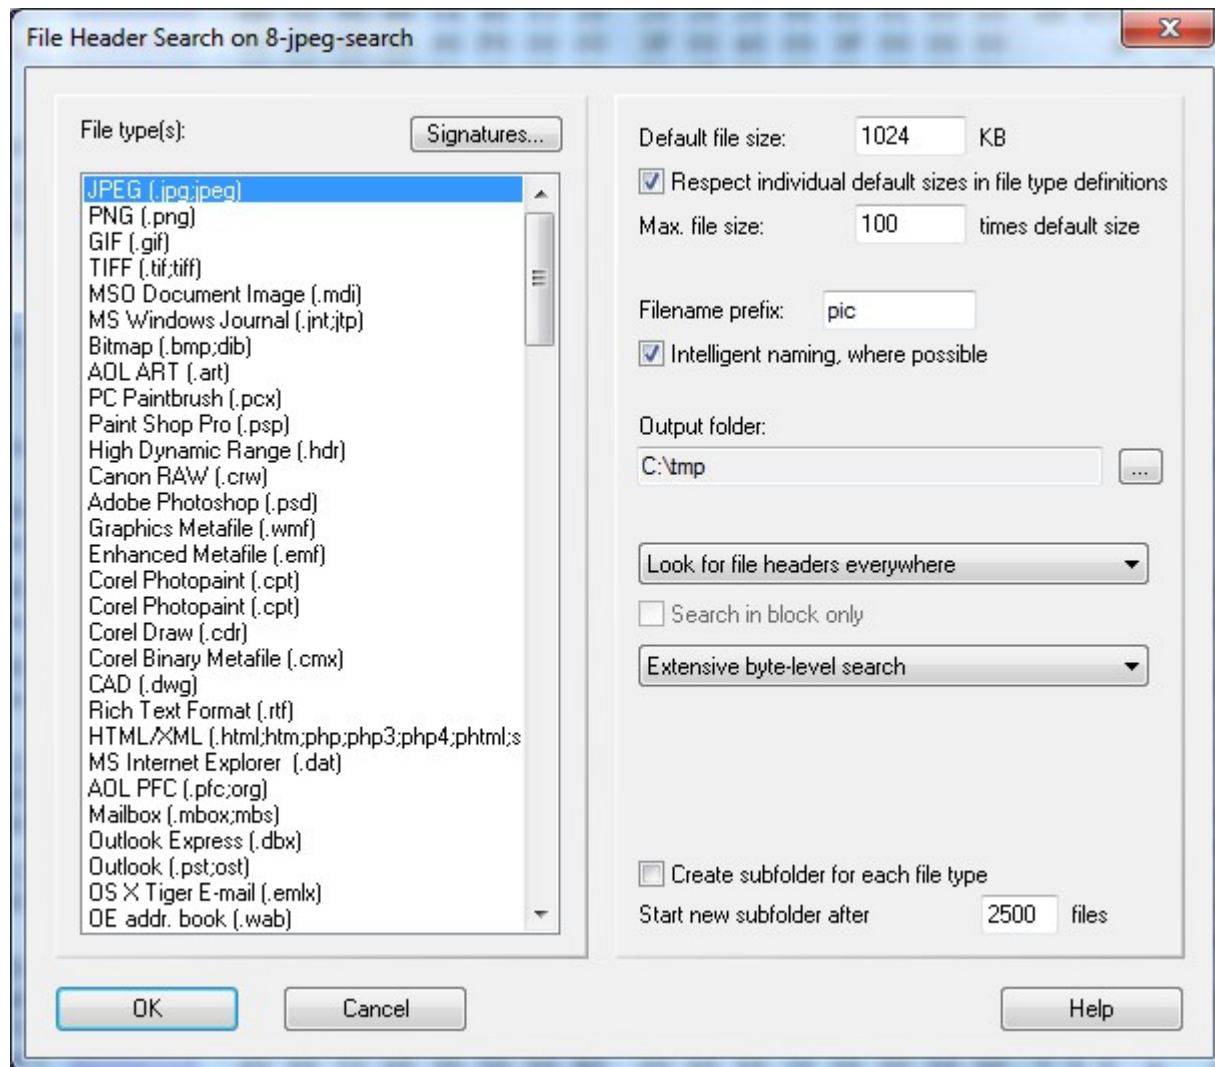 File Header Search on 8-jpeg-search
File type(s):
Signatures...
JPEG (.jpg;jpeg)
PNG (.png)
GIF (.gif)
TIFF (.tif;tiff)
MSO Document Image (.mdi)
MS Windows Journal (.jnt;jtp)
Bitmap (.bmp;dib)
AOL ART (.art)
PC Paintbrush (.pcx)
Paint Shop Pro (.psp)
High Dynamic Range (.hdr)
Canon RAW (.crw)
Adobe Photoshop (.psd)
Graphics Metafile (.wmf)
Enhanced Metafile (.emf)
Corel Photopaint (.cpt)
Corel Photopaint (.cpt)
Corel Draw (.cdr)
Corel Binary Metafile (.cmx)
CAD (.dwg)
Rich Text Format (.rtf)
HTML/XML (.html;htm;php;php3;php4;phtml;s
MS Internet Explorer (.dat)
AOL PFC (.pfc;org)
Mailbox (.mbox;mbs)
Outlook Express (.dbx)
Outlook (.pst;ost)
OS X Tiger E-mail (.emlx)
OE addr. book (.wab)
Default file size: 1024 KB
Respect individual default sizes in file type definitions
Max. file size: 100 times default size
Filename prefix: pic
Intelligent naming, where possible
Output folder:
C:\tmp
...
Look for file headers everywhere
Search in block only
Extensive byte-level search
Create subfolder for each file type
Start new subfolder after 2500 files
OK
Cancel
Help